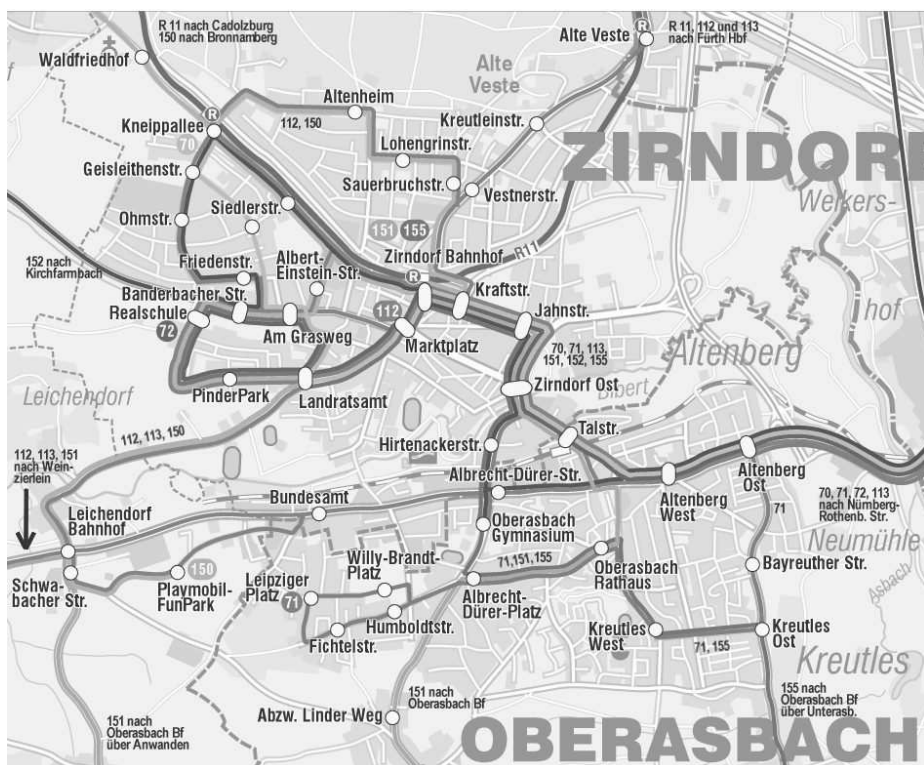 R 11 nach Cadolzburg
150 nach Bronnamberg
R
Alte Veste
R 11, 112 und 113
nach Fürth Hbf
Waldfriedhof
Alte
Veste
Altenheim
R
Kneippallee
70
112, 150
Kreutleinstr.
ZIRNDORF
Lohengrinstr.
Geisleithenstr.
Sauerbruchstr.
Vestnerstr.
Weikers-
Siedlerstr.
Ohmstr.
151
155
152 nach
Kirchfarrnbach
Albert-
Einstein-Str.
Zirndorf Bahnhof
R11
Friedenstr.
R
Kraftstr.
Banderbacher Str.
Realschule
72
112
Jahnstr.
hof
Am Grasweg
Marktplatz
70, 71, 113,
151, 152, 155
Altenberg
Leichendorf
PinderPark
Landratsamt
Zirndorf Ost
Bibert
112, 113, 150
Hirtenackerstr.
Talstr.
112, 113, 151
nach Wein-
zierlein
Albrecht-Dürer-Str.
Altenberg
Ost
Bundesamt
Altenberg
West
70, 71, 72, 113
nach Nürnberg-
Rothenb. Str.
Leichendorf
Bahnhof
Oberasbach
Gymnasium
71
Neumühle
Willy-Brandt-
Platz
71,151,155
Schwa-
bacher Str.
150
Playmobil-
FunPark
Leipziger
Platz
71
Oberasbach
Rathaus
Bayreuther Str.
Asbach
Albrecht-
Dürer-Platz
Humboldtstr.
Fichtelstr.
Kreutles
West
71, 155
Kreutles
Ost
Kreutles
151 nach
Oberasbach Bf
155 nach
Oberasbach Bf
über Unterasb.
Abzw. Linder Weg
151 nach
Oberasbach Bf
über Anwanden
OBERASBACH